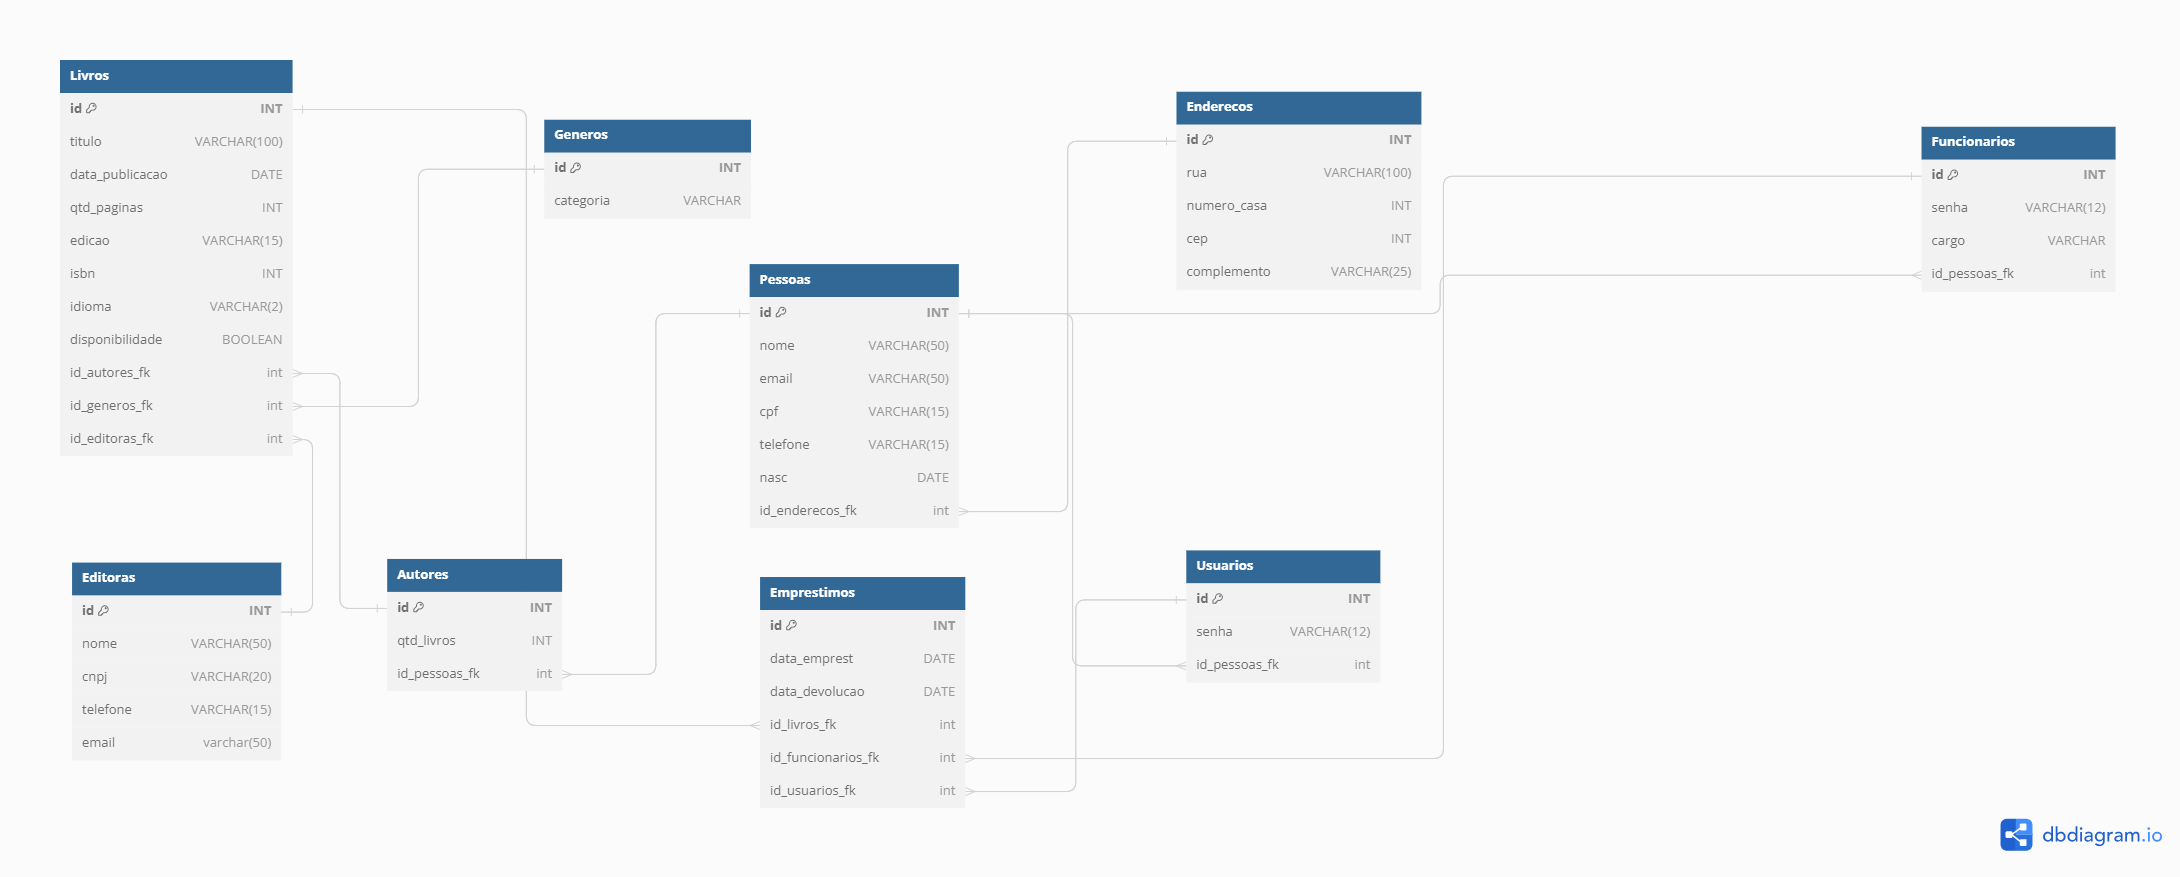 Livros
id INT
titulo VARCHAR(100)
data_publicacao DATE
qtd_paginas INT
edicao VARCHAR(15)
isbn INT
idioma VARCHAR(2)
disponibilidade BOOLEAN
id_autores_fk int
id_generos_fk int
id_editoras_fk int
Generos
id INT
categoria VARCHAR
Enderecos
id INT
rua VARCHAR(100)
numero_casa INT
cep INT
complemento VARCHAR(25)
Funcionarios
id INT
senha VARCHAR(12)
cargo VARCHAR
id_pessoas_fk int
Pessoas
id INT
nome VARCHAR(50)
email VARCHAR(50)
cpf VARCHAR(15)
telefone VARCHAR(15)
nasc DATE
id_enderecos_fk int
Editoras
id INT
nome VARCHAR(50)
cnpj VARCHAR(20)
telefone VARCHAR(15)
email varchar(50)
Autores
id INT
qtd_livros INT
id_pessoas_fk int
Emprestimos
id INT
data_emprest DATE
data_devolucao DATE
id_livros_fk int
id_funcionarios_fk int
id_usuarios_fk int
Usuarios
id INT
senha VARCHAR(12)
id_pessoas_fk int
dbdiagram.io